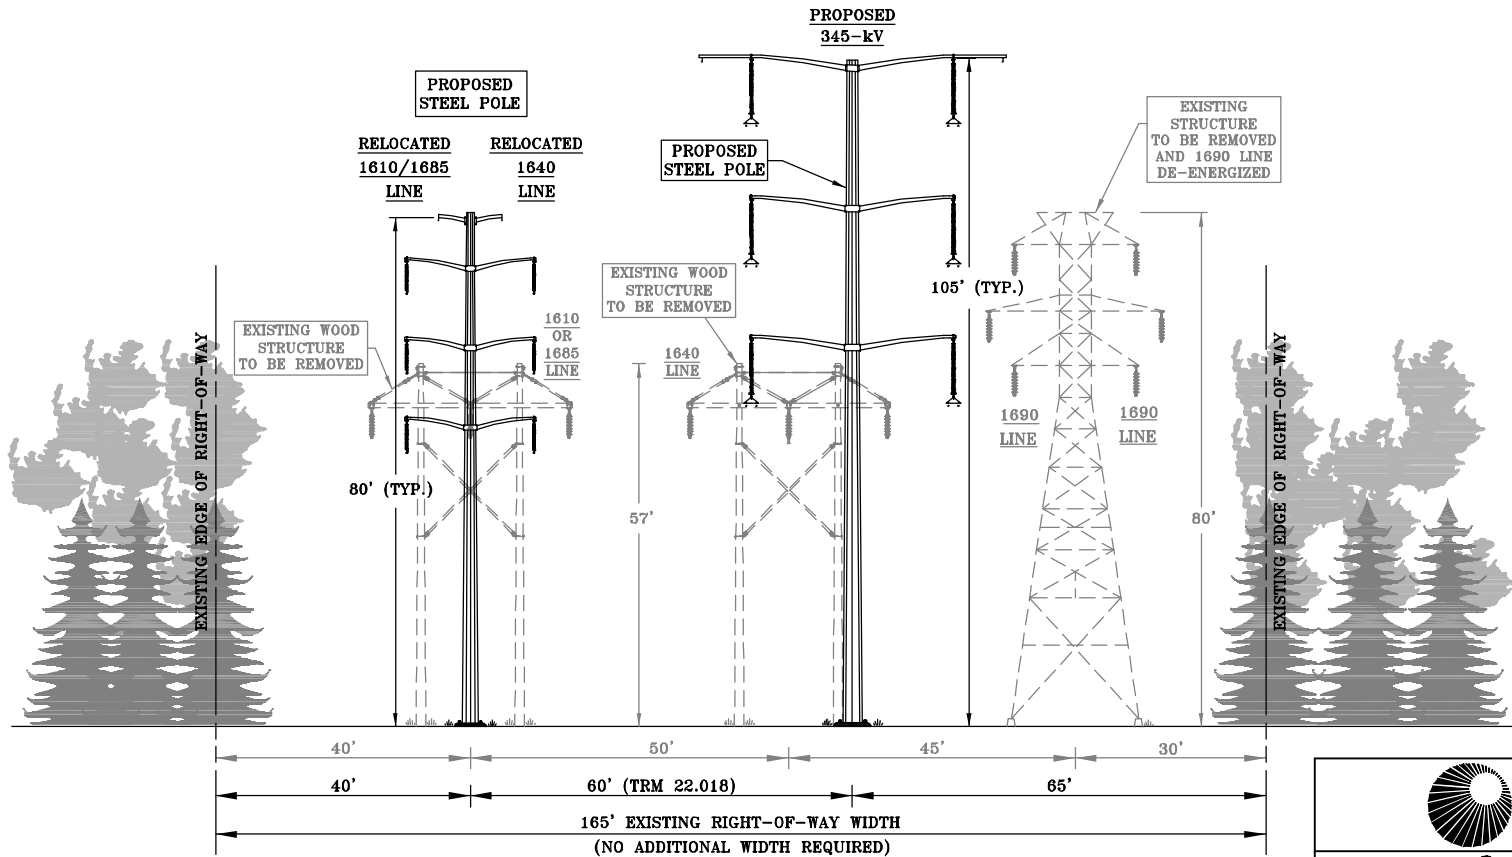 PROPOSED
345-kV
PROPOSED
STEEL POLE
RELOCATED
1610/1685
LINE
RELOCATED
1640
LINE
PROPOSED
STEEL POLE
EXISTING
STRUCTURE
TO BE REMOVED
AND 1690 LINE
DE-ENERGIZED
EXISTING WOOD
STRUCTURE
TO BE REMOVED
EXISTING WOOD
STRUCTURE
TO BE REMOVED
1610
OR
1685
LINE
1640
LINE
105' (TYP.)
1690
LINE
1690
LINE
EXISTING EDGE OF RIGHT-OF-WAY
80' (TYP.)
57'
80'
EXISTING EDGE OF RIGHT-OF-WAY
40'
50'
45'
30'
40'
60' (TRM 22.018)
65'
165' EXISTING RIGHT-OF-WAY WIDTH
(NO ADDITIONAL WIDTH REQUIRED)